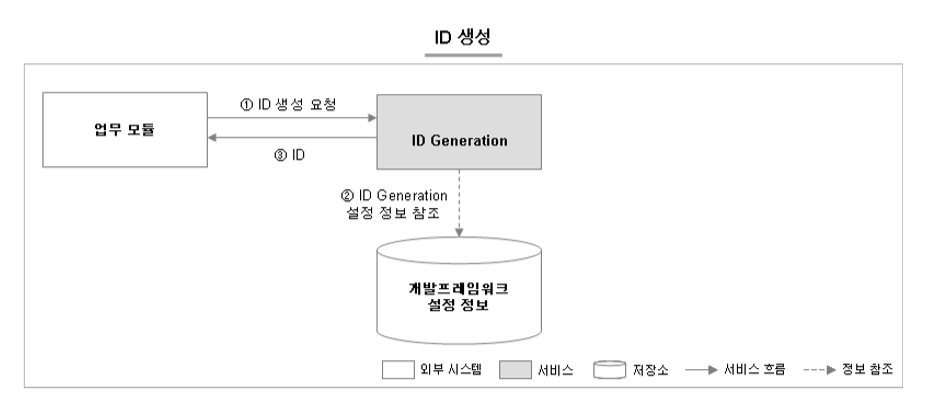 ID 생성
업무 모듈
① ID 생성 요청
③ ID
ID Generation
② ID Generation
설정 정보 참조
개발프레임워크
설정 정보
외부 시스템
서비스
저장소
서비스 흐름
정보 참조